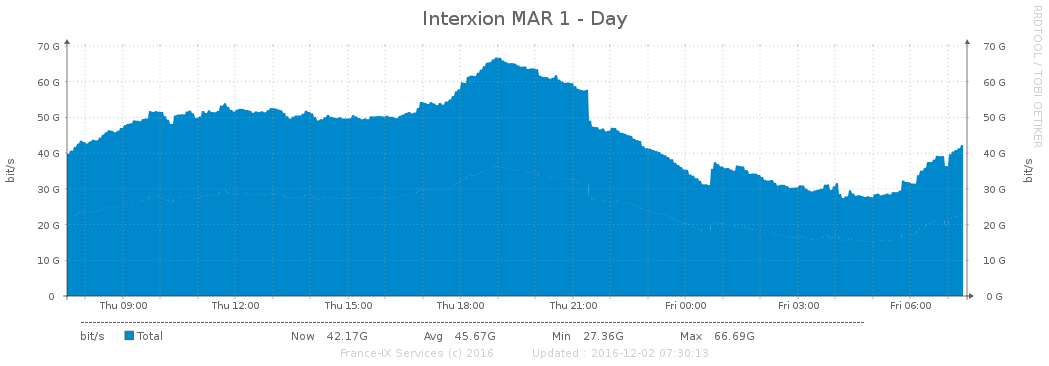 Interxion MAR 1 - Day
RRDTOOL / TOBI OETIKER
bit/s
70 G 70 G
60 G 60 G
50 G 50 G
40 G 40 G
30 G 30 G
20 G 20 G
10 G 10 G
0 0 G
bit/s
Thu 09:00 Thu 12:00 Thu 15:00 Thu 18:00 Thu 21:00 Fri 00:00 Fri 03:00 Fri 06:00
bit/s Total Now 42.17G Avg 45.67G Min 27.36G Max 66.69G
France-IX Services (c) 2016 Updated : 2016-12-02 07:30:13